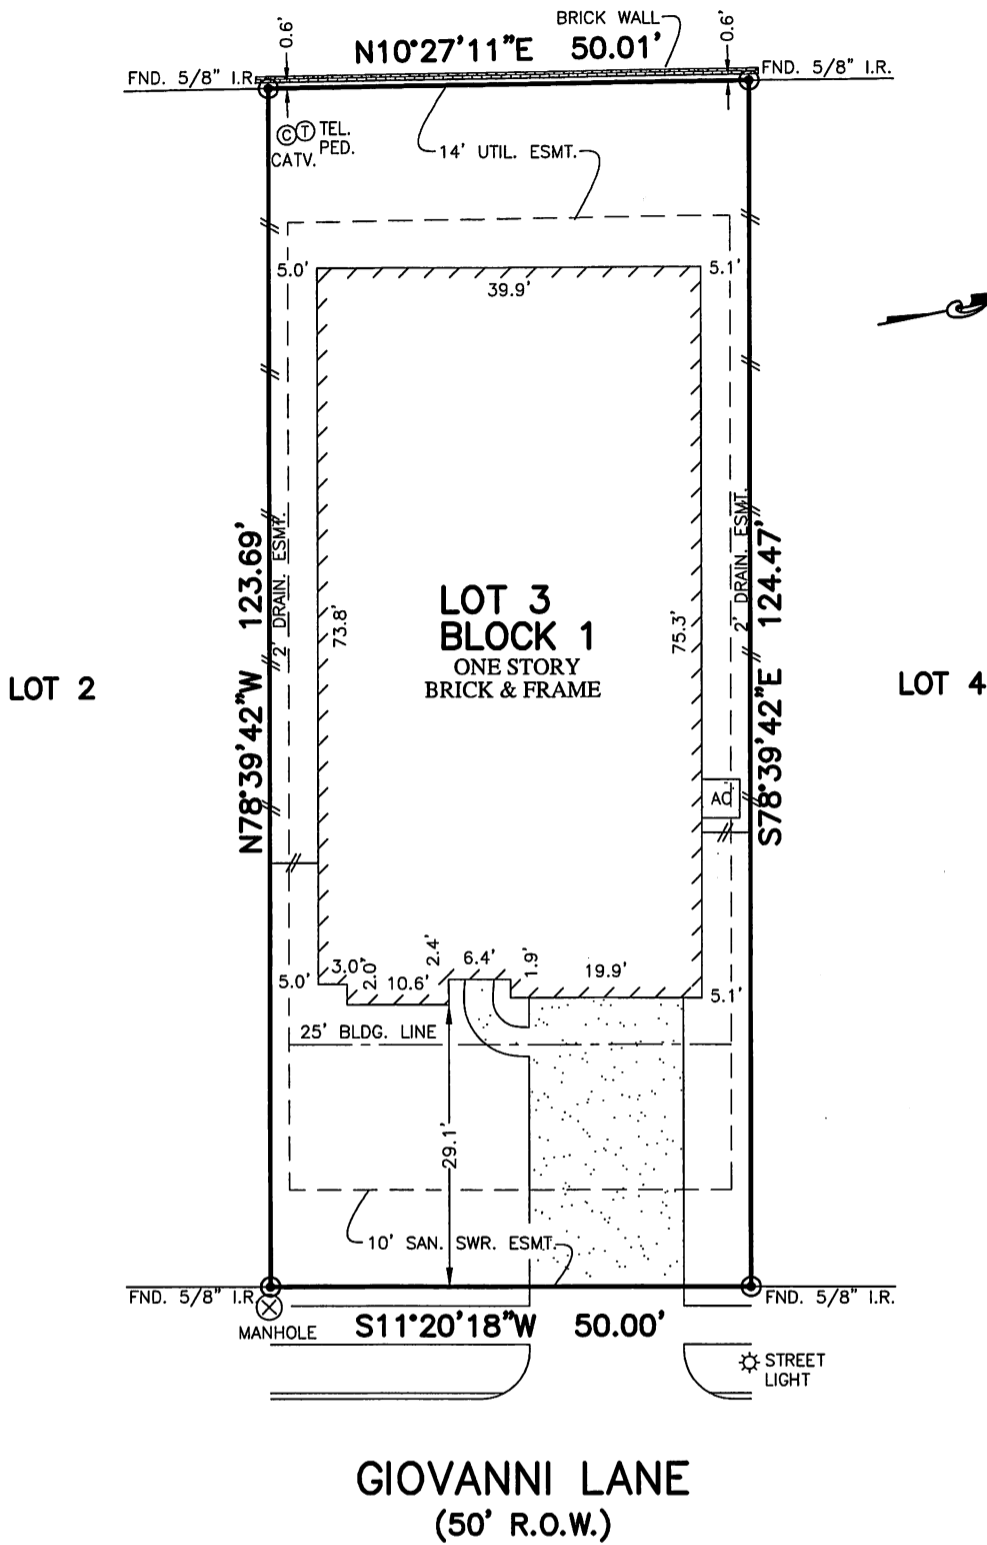 BRICK WALL
0.6'
0.6'
N10°27'11"E 50.01'
FND. 5/8" I.R.
FND. 5/8" I.R.
C T TEL. PED.
CATV.
14' UTIL. ESMT.
5.0'
5.1'
39.9'
2' DRAIN. ESMT.
2' DRAIN. ESMT.
N78°39'42"W 123.69'
S78°39'42"E 124.47'
73.8'
75.3'
LOT 3
BLOCK 1
ONE STORY
BRICK & FRAME
LOT 2
LOT 4
AC
5.0'
3.0'
2.0'
10.6'
2.4'
6.4'
1.9'
19.9'
5.1'
25' BLDG. LINE
29.1'
10' SAN. SWR. ESMT.
FND. 5/8" I.R.
FND. 5/8" I.R.
MANHOLE
S11°20'18"W 50.00'
STREET
LIGHT
GIOVANNI LANE
(50' R.O.W.)